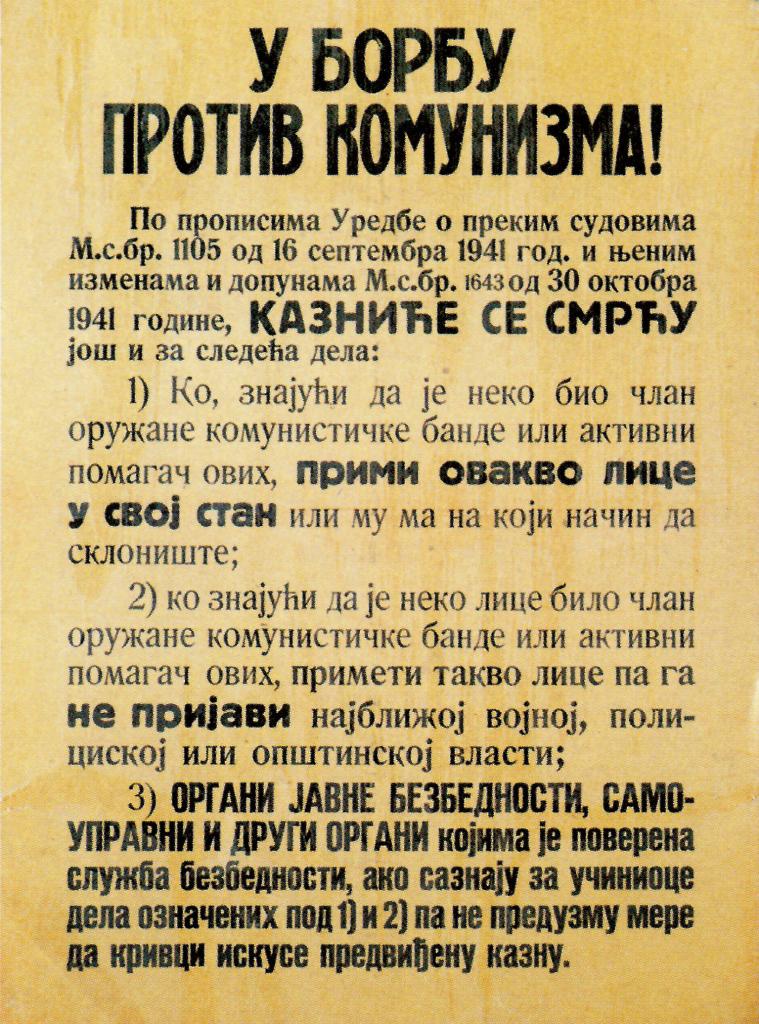 У БОРБУ
ПРОТИВ КОМУНИЗМА!
По прописима Уредбе о преким судовима
М.с.бр. 1105 од 16 септембра 1941 год. и њеним
изменама и допунама М.с.бр. 1643 од 30 октобра
1941 године, КАЗНИЋЕ СЕ СМРЋУ
још и за следећа дела:
1) Ко, знајући да је неко био члан
оружане комунистичке банде или активни
помагач ових, прими овакво лице
у свој стан или му ма на који начин да
склониште;
2) ко знајући да је неко лице било члан
оружане комунистичке банде или активни
помагач ових, примети такво лице па га
не пријави најближој војној, поли-
циској или општинској власти;
3) ОРГАНИ ЈАВНЕ БЕЗБЕДНОСТИ, САМО-
УПРАВНИ И ДРУГИ ОРГАНИ којима је поверена
служба безбедности, ако сазнају за учиниоце
дела означених под 1) и 2) па не предузму мере
да кривци искусе предвиђену казну.